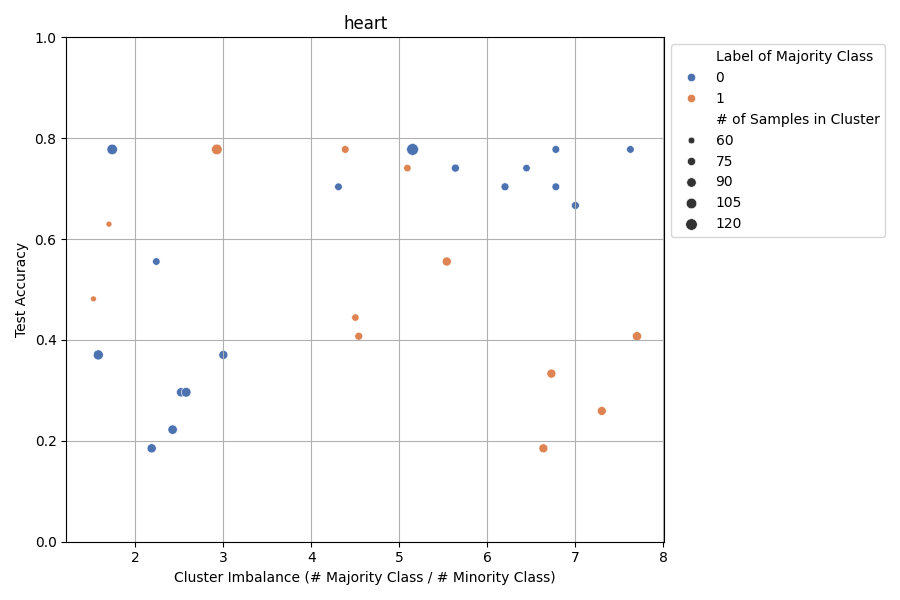 heart
1.0
0.8
0.6
0.4
0.2
0.0
Test Accuracy
2 3 4 5 6 7 8
Cluster Imbalance (# Majority Class / # Minority Class)
Label of Majority Class
0
1
# of Samples in Cluster
60
75
90
105
120